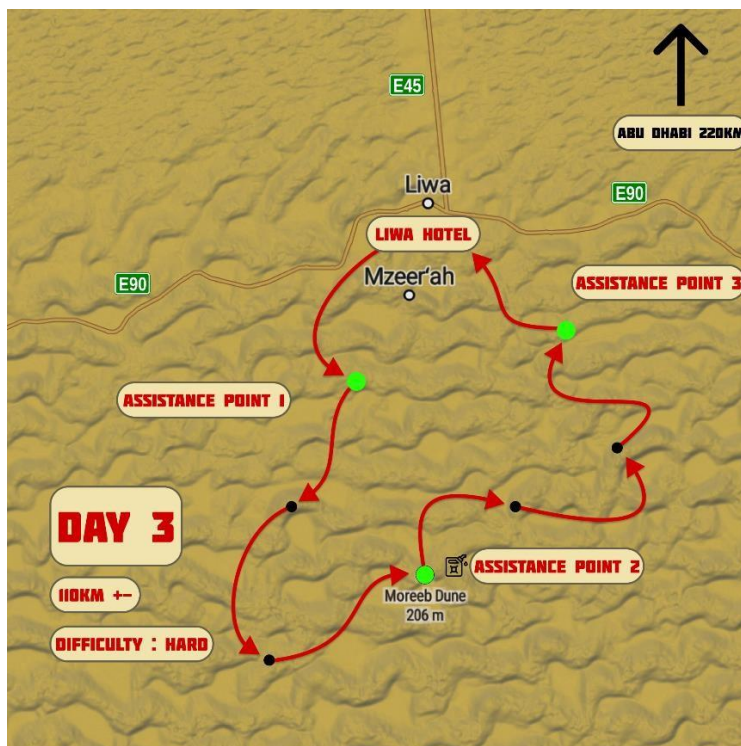 E45
ABU DHABI 220KM
Liwa
E90
LIWA HOTEL
Mzeer'ah
E90
ASSISTANCE POINT 3
ASSISTANCE POINT 1
DAY 3
110KM +-
DIFFICULTY : HARD
ASSISTANCE POINT 2
Moreeb Dune
206 m